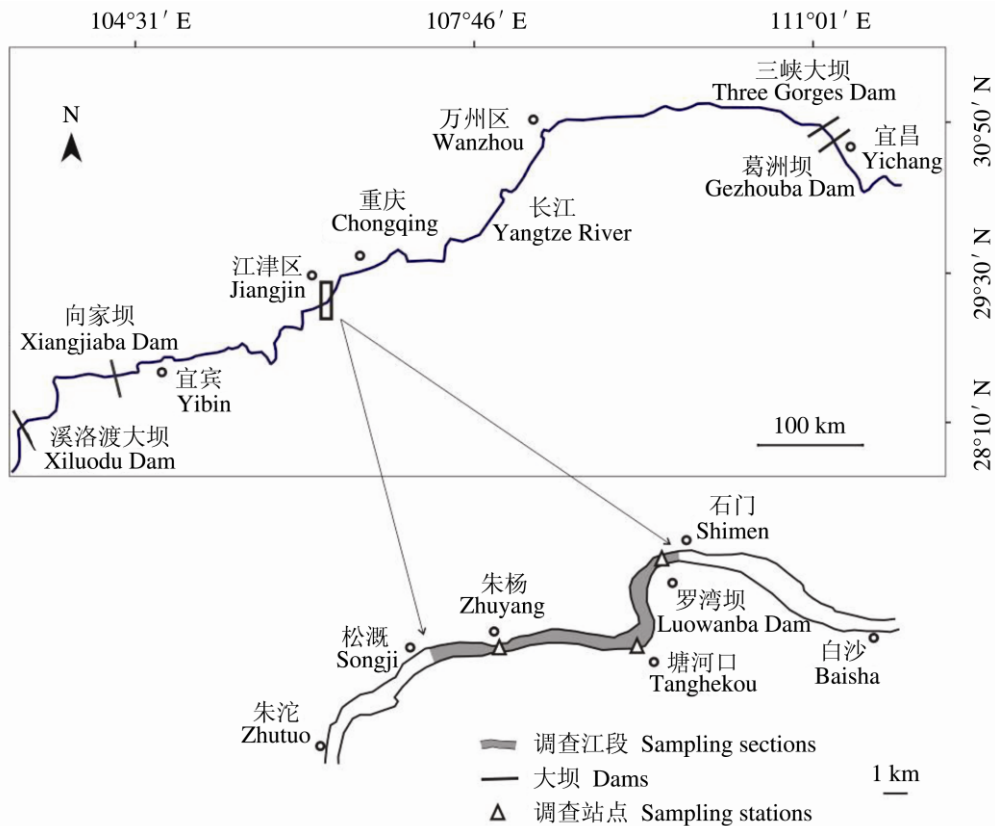 104°31′ E
107°46′ E
111°01′ E
30°50′ N
29°30′ N
28°10′ N
N
三峡大坝
Three Gorges Dam
万州区
Wanzhou
宜昌
Yichang
葛洲坝
Gezhouba Dam
重庆
Chongqing
长江
Yangtze River
江津区
Jiangjin
向家坝
Xiangjiaba Dam
宜宾
Yibin
溪洛渡大坝
Xiluodu Dam
100 km
石门
Shimen
朱杨
Zhuyang
罗湾坝
Luowanba Dam
松溉
Songji
塘河口
Tanghekou
白沙
Baisha
朱沱
Zhutuo
调查江段 Sampling sections
大坝 Dams
调查站点 Sampling stations
1 km